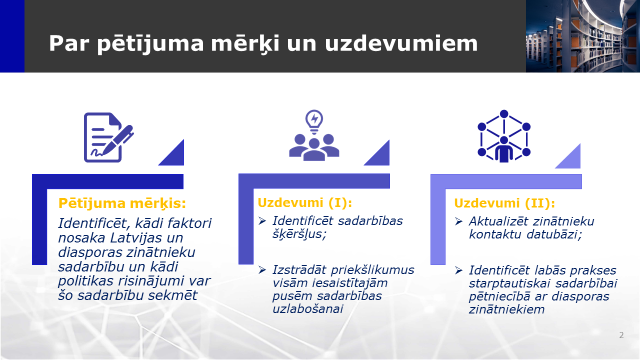 Par pētījuma mērķi un uzdevumiem
Pētījuma mērķis:
Identificēt, kādi faktori
nosaka Latvijas un
diasporas zinātnieku
sadarbību un kādi
politikas risinājumi var
šo sadarbību sekmēt
Uzdevumi (I):
➢ Identificēt sadarbības
šķēršļus;
➢ Izstrādāt priekšlikumus
visām iesaistītajām
pusēm sadarbības
uzlabošanai
Uzdevumi (II):
➢ Aktualizēt zinātnieku
kontaktu datubāzi;
➢ Identificēt labās prakses
starptautiskai sadarbībai
pētniecībā ar diasporas
zinātniekiem
2